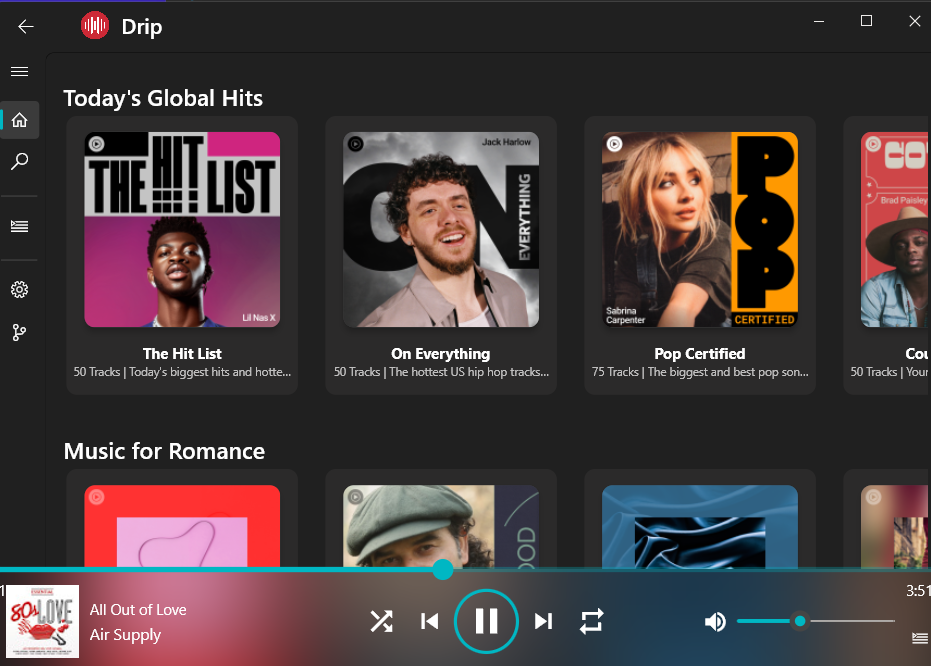 Drip
Today's Global Hits
THE HIT LIST
Lil Nas X
The Hit List
50 Tracks | Today's biggest hits and hotte...
Jack Harlow
ON
EVERYTHING
On Everything
50 Tracks | The hottest US hip hop tracks...
POP
Sabrina
Carpenter
CERTIFIED
Pop Certified
75 Tracks | The biggest and best pop son...
CO
Brad Paisley
Cou
50 Tracks | Your
Music for Romance
OOD
1
3:51
ESSENTIAL
80s
LOVE
All Out of Love
Air Supply